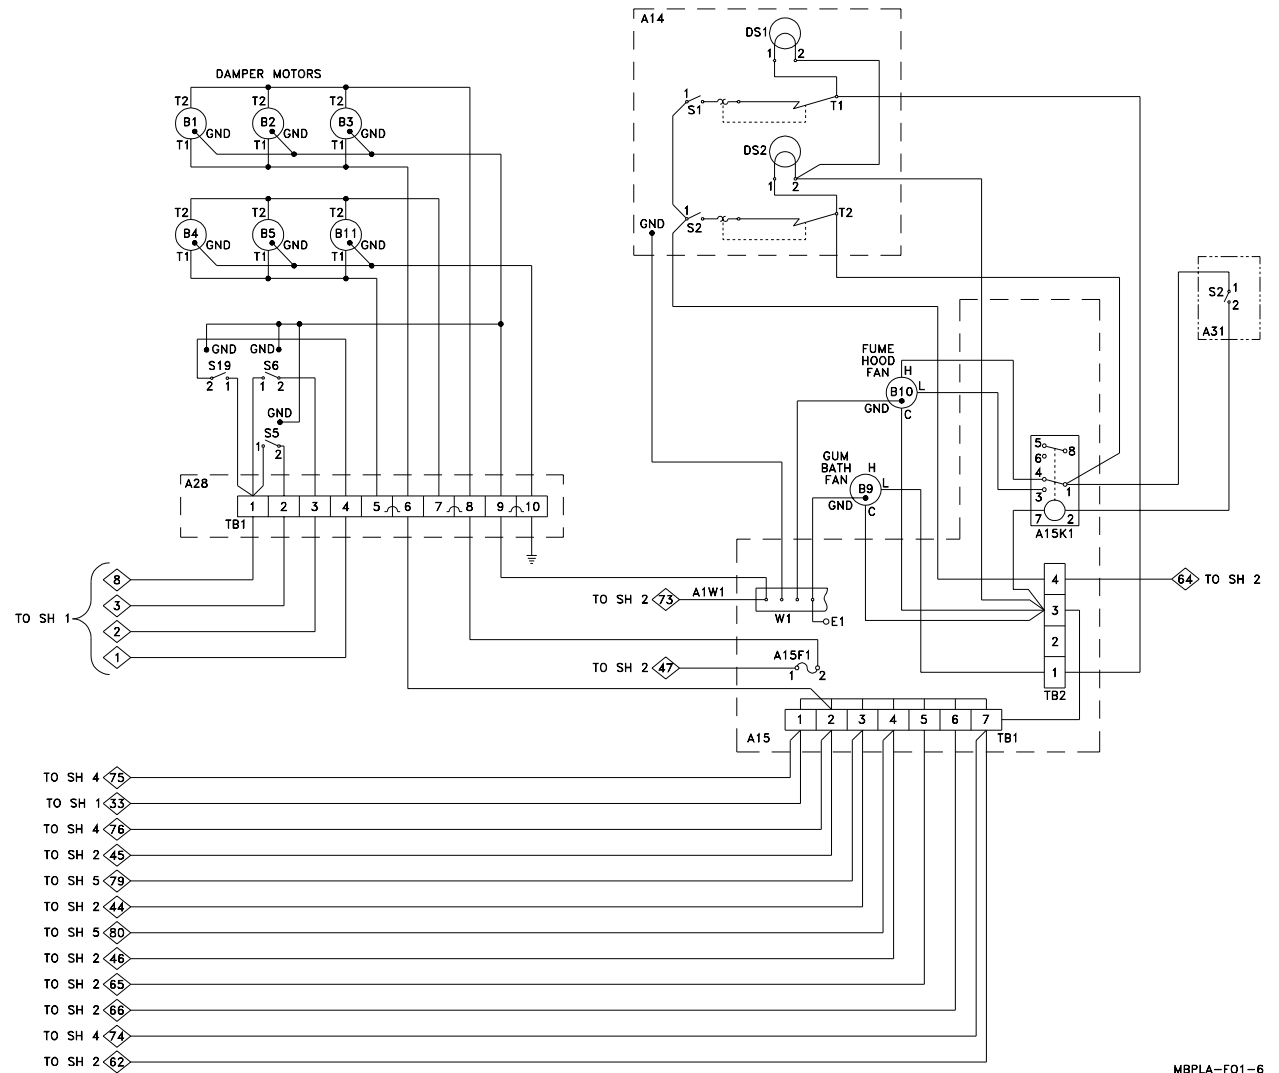 A14
DS1
1 2
DAMPER MOTORS
T2 T2 T2
B1 GND B2 GND B3 GND
T1 T1 T1
1
S1
T1
DS2
1 2
T2 T2 T2
B4 GND B5 GND B11 GND
T1 T1 T1
GND
1
S2
T2
S2 1
2
A31
GND GND
S19 S6
2 1 1 2
GND
S5
1 2
FUME
HOOD
FAN
H
B10 L
GND
C
GUM
BATH
FAN
H
B9 L
GND
C
5 8
6
4
3 1
7 2
A15K1
A28
1 2 3 4 5 6 7 8 9 10
TB1
TO SH 1
8
3
2
1
TO SH 2 73 A1W1
W1
E1
TO SH 2 47 A15F1
1 2
4
3
2
1
TB2
64 TO SH 2
1 2 3 4 5 6 7
A15
TB1
TO SH 4 75
TO SH 1 33
TO SH 4 76
TO SH 2 45
TO SH 5 79
TO SH 2 44
TO SH 5 80
TO SH 2 46
TO SH 2 65
TO SH 2 66
TO SH 4 74
TO SH 2 62
MBPLA-F01-6